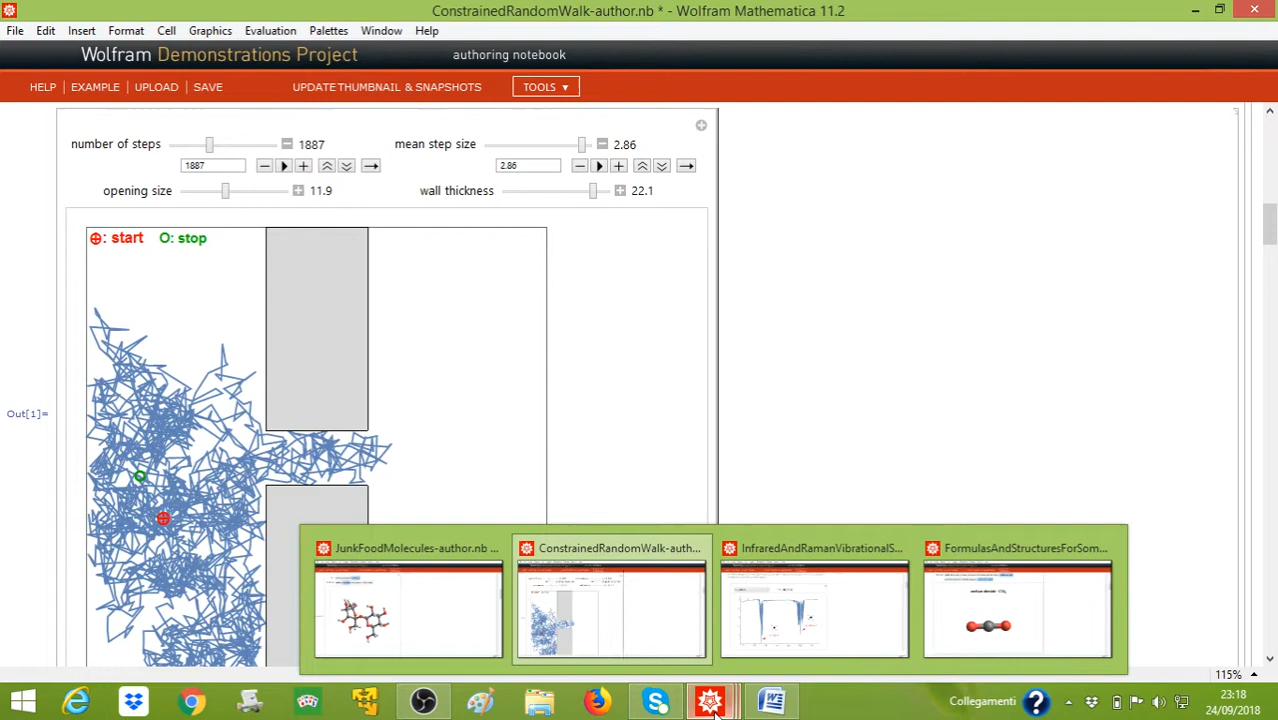 ConstrainedRandomWalk-author.nb * - Wolfram Mathematica 11.2
File Edit Insert Format Cell Graphics Evaluation Palettes Window Help
Wolfram Demonstrations Project authoring notebook
HELP EXAMPLE UPLOAD SAVE UPDATE THUMBNAIL & SNAPSHOTS TOOLS ▼
number of steps 1887 mean step size 2.86
1887 2.86
opening size 11.9 wall thickness 22.1
⊕: start O: stop
Out[1]=
JunkFoodMolecules-author.nb ... ConstrainedRandomWalk-auth... InfraredAndRamanVibrationalS... FormulasAndStructuresForSom...
115%
Collegamenti
23:18
24/09/2018